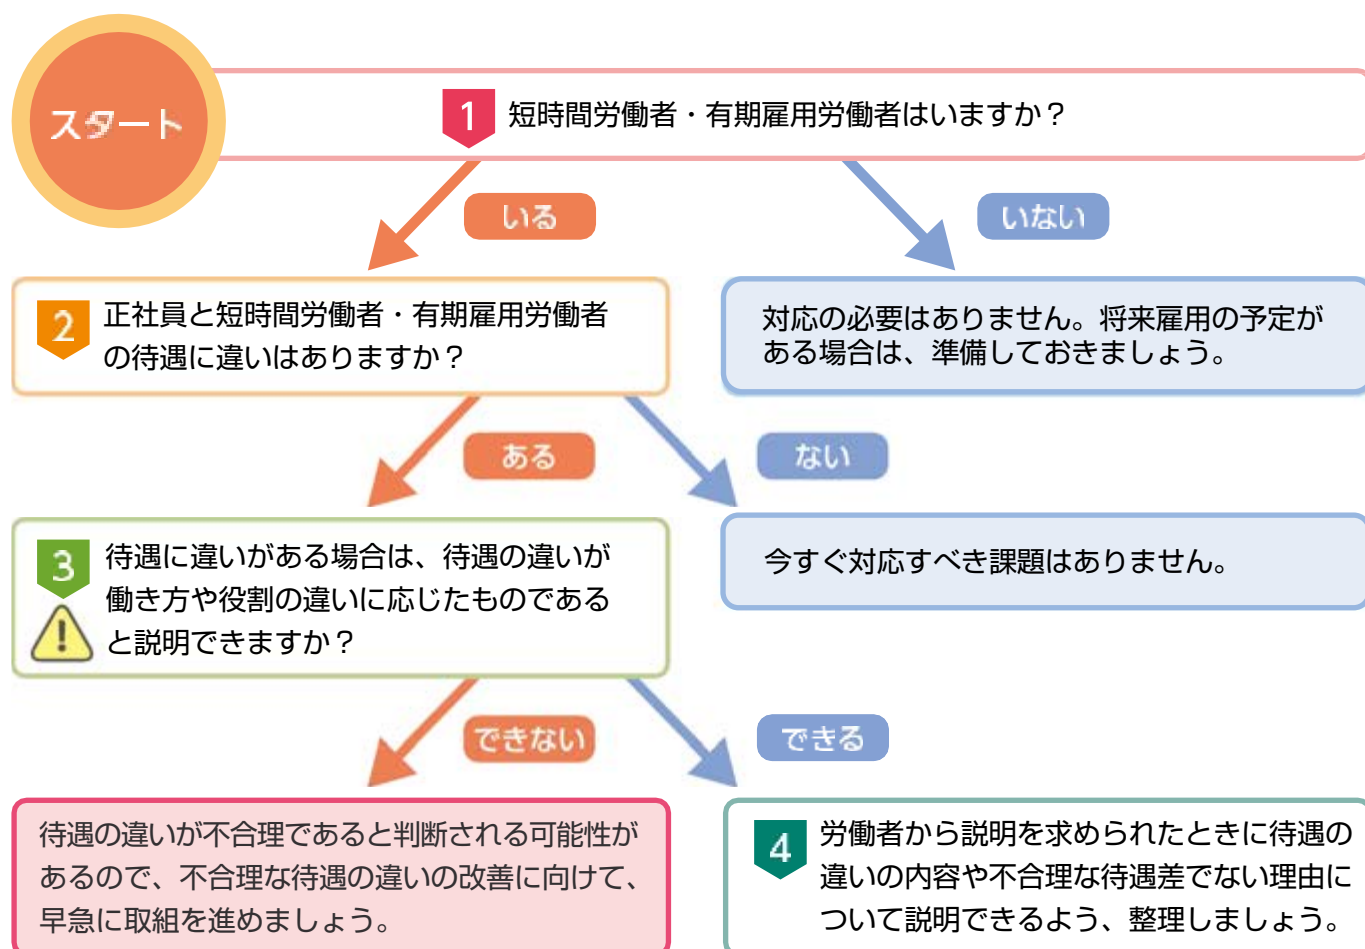 スタート
1 短時間労働者・有期雇用労働者はいますか？
いる
いない
2 正社員と短時間労働者・有期雇用労働者
の待遇に違いはありますか？
対応の必要はありません。将来雇用の予定が
ある場合は、準備しておきましょう。
ある
ない
3 待遇に違いがある場合は、待遇の違いが
働き方や役割の違いに応じたものである
と説明できますか？
今すぐ対応すべき課題はありません。
できない
できる
待遇の違いが不合理であると判断される可能性が
あるので、不合理な待遇の違いの改善に向けて、
早急に取組を進めましょう。
4 労働者から説明を求められたときに待遇の
違いの内容や不合理な待遇差でない理由に
ついて説明できるよう、整理しましょう。